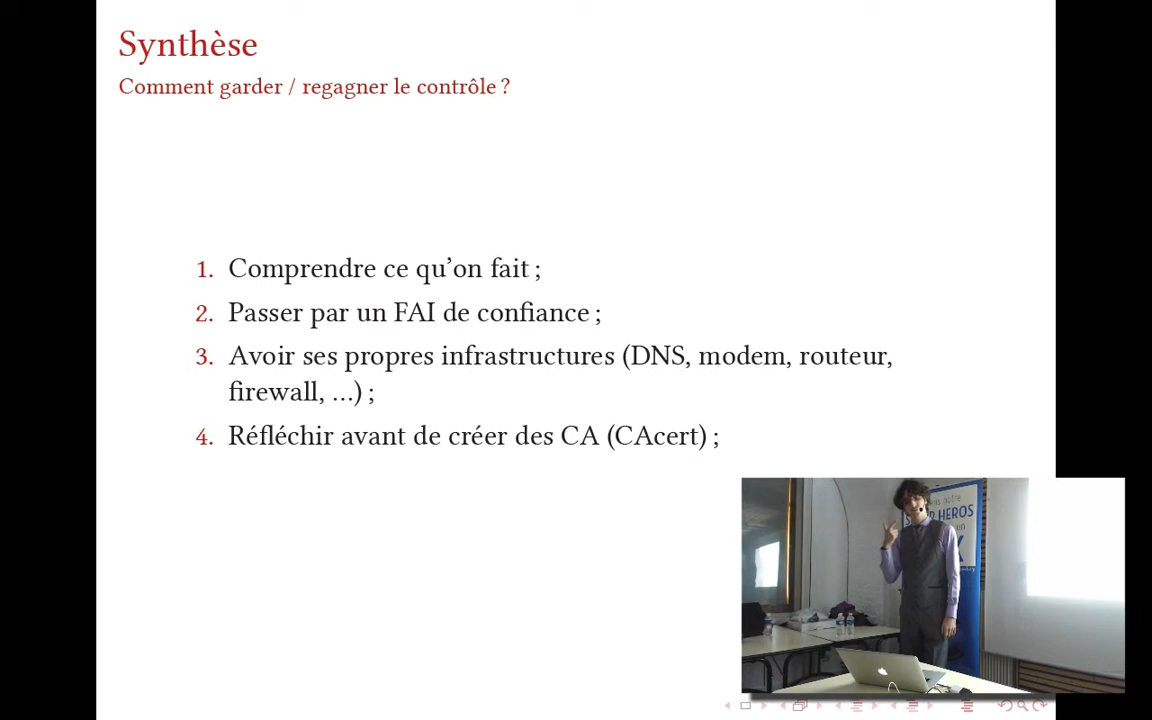 Synthèse
Comment garder / regagner le contrôle ?
1. Comprendre ce qu’on fait ;
2. Passer par un FAI de confiance ;
3. Avoir ses propres infrastructures (DNS, modem, routeur,
firewall, …) ;
4. Réfléchir avant de créer des CA (CAcert) ;
notre
HEROS